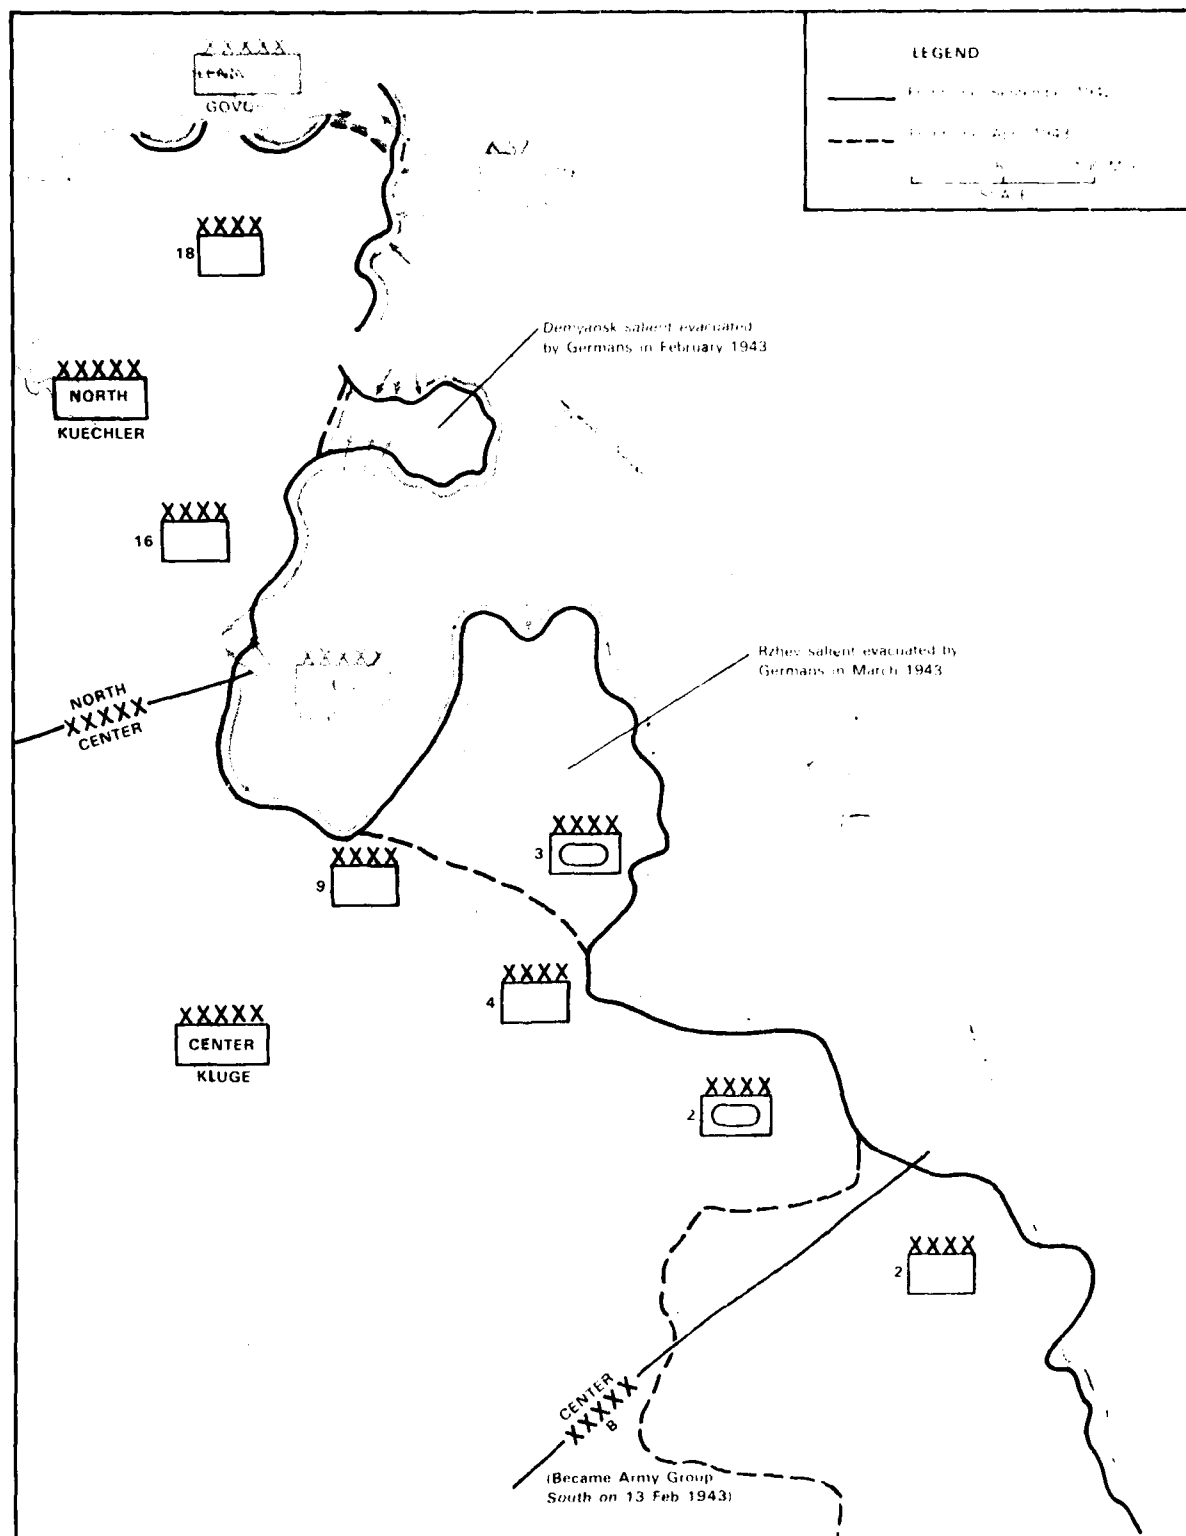 LEGEND
1943
18
Demyansk salient evacuated
by Germans in February 1943
XXXXX
NORTH
KUECHLER
XXXX
16
XXXX
Rzhev salient evacuated by
Germans in March 1943
NORTH
XXXXX
CENTER
XXXX
3
XXXX
9
XXXX
4
XXXXX
CENTER
KLUGE
XXXX
2
XXXX
2
CENTER
XXXXX
B
(Became Army Group
South on 13 Feb 1943)